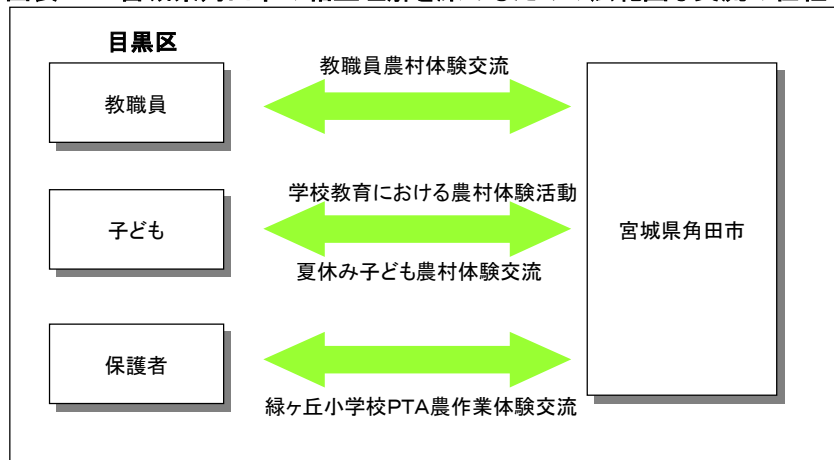 目黒区
教職員
教職員農村体験交流
子ども
学校教育における農村体験活動
夏休み子ども農村体験交流
宮城県角田市
保護者
緑ヶ丘小学校PTA農作業体験交流